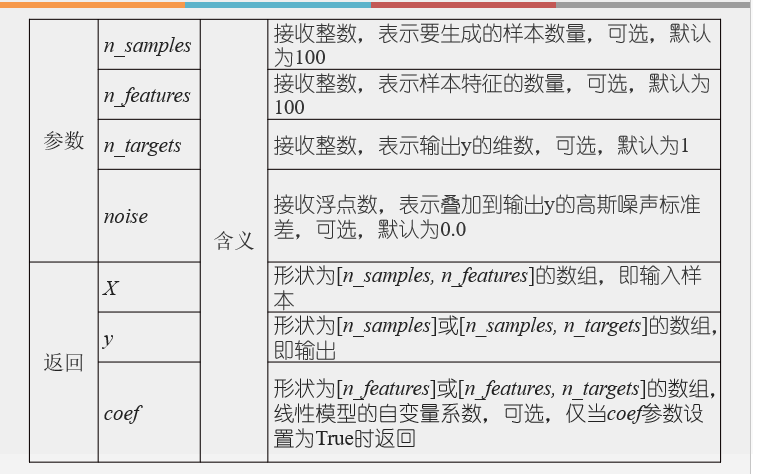 参数
n_samples
接收整数，表示要生成的样本数量，可选，默认
为100
n_features
接收整数，表示样本特征的数量，可选，默认为
100
n_targets
接收整数，表示输出y的维数，可选，默认为1
noise
接收浮点数，表示叠加到输出y的高斯噪声标准
差，可选，默认为0.0
含义
返回
X
形状为[n_samples, n_features]的数组，即输入样
本
y
形状为[n_samples]或[n_samples, n_targets]的数组，
即输出
coef
形状为[n_features]或[n_features, n_targets]的数组，
线性模型的自变量系数，可选，仅当coef参数设
置为True时返回